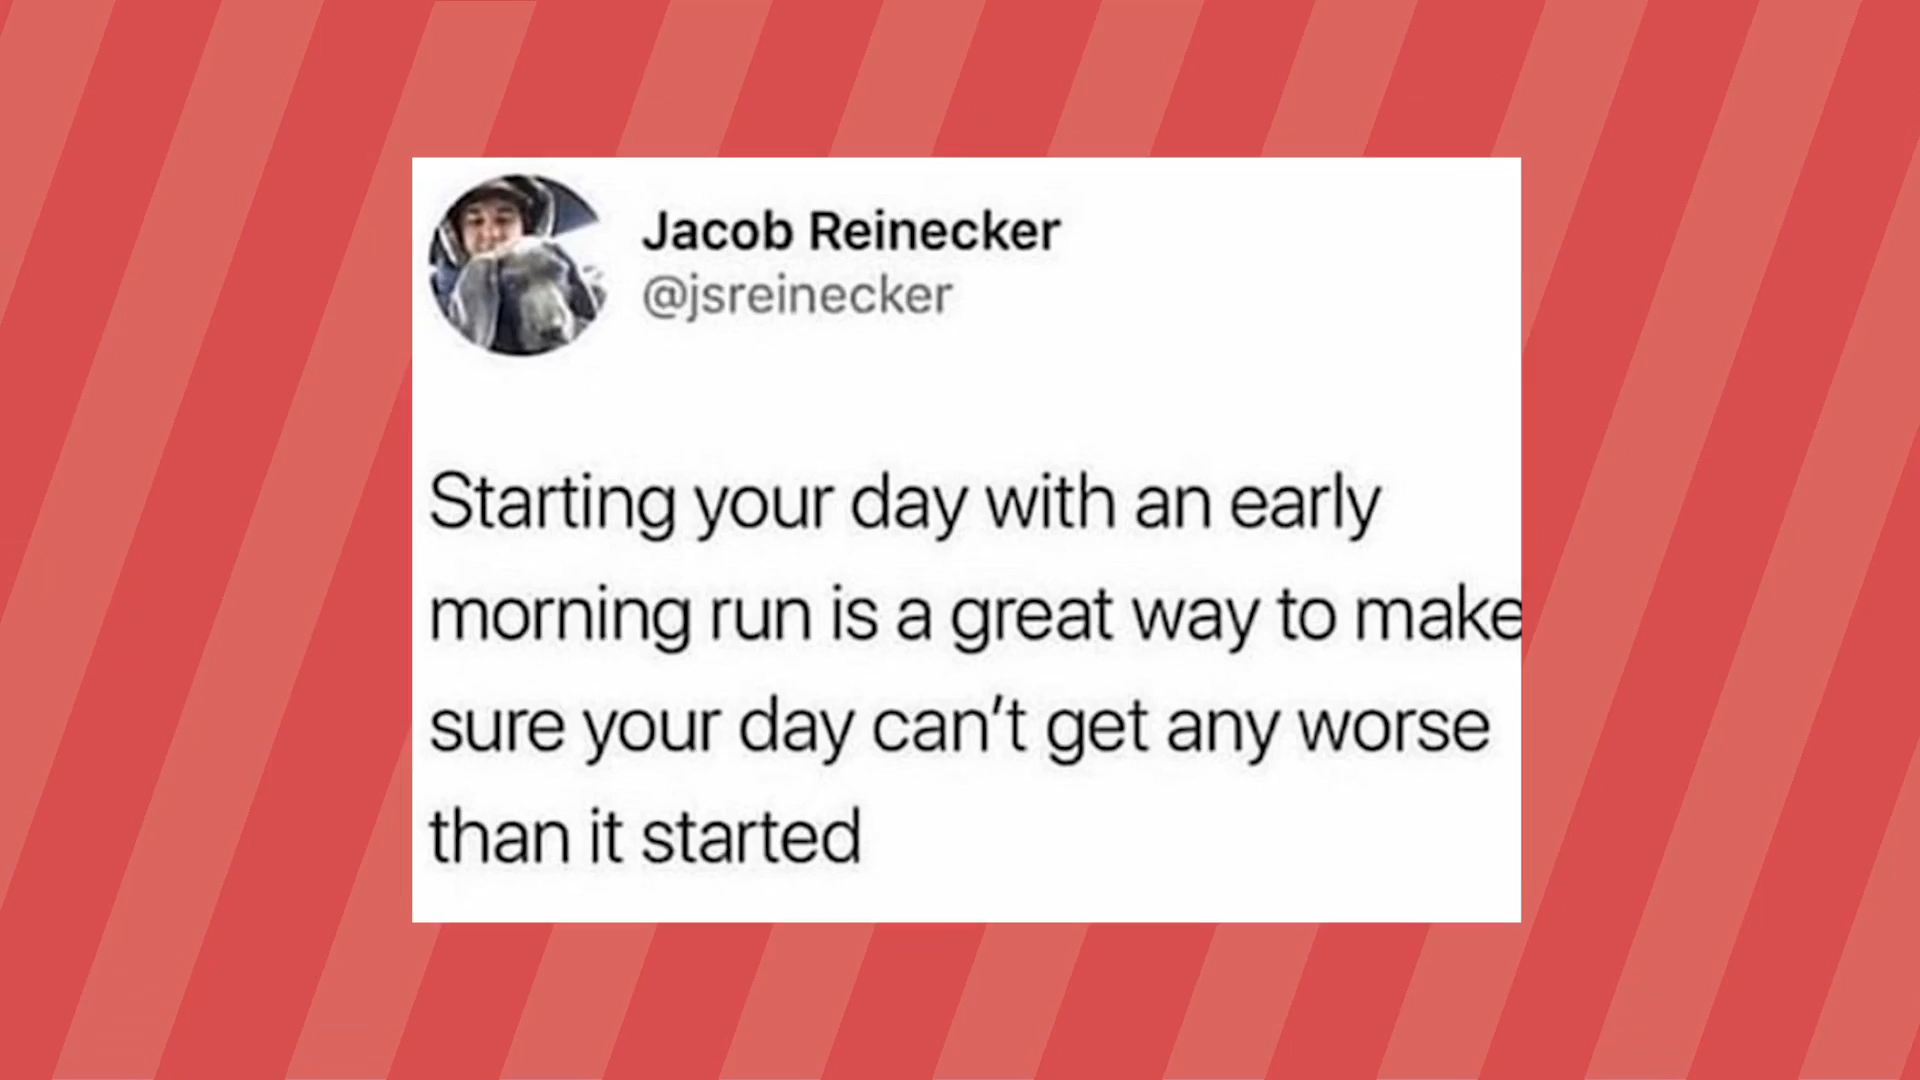 Jacob Reinecker
@jsreinecker
Starting your day with an early
morning run is a great way to make
sure your day can't get any worse
than it started